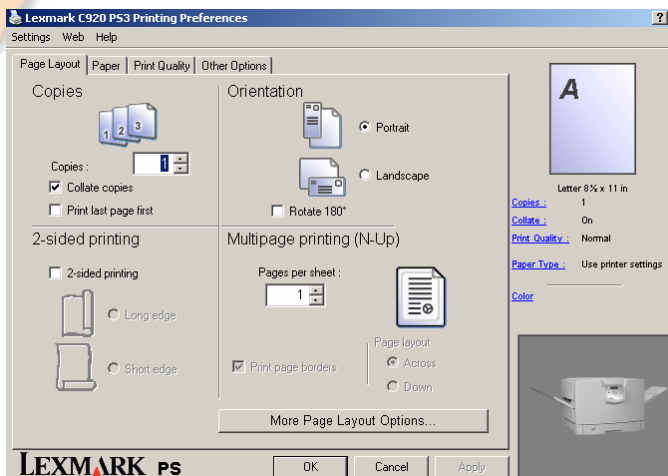 Lexmark C920 PS3 Printing Preferences
?
Settings Web Help
Page Layout Paper Print Quality Other Options
Copies
1 2 3
Copies : 1
Collate copies
Print last page first
Orientation
Portrait
Landscape
Rotate 180°
2-sided printing
2-sided printing
Long edge
Short edge
Multipage printing (N-Up)
Pages per sheet :
1
Print page borders
Page layout
Across
Down
More Page Layout Options...
A
Letter 8½ x 11 in
Copies : 1
Collate : On
Print Quality : Normal
Paper Type : Use printer settings
Color
LEXMARK PS
OK Cancel Apply